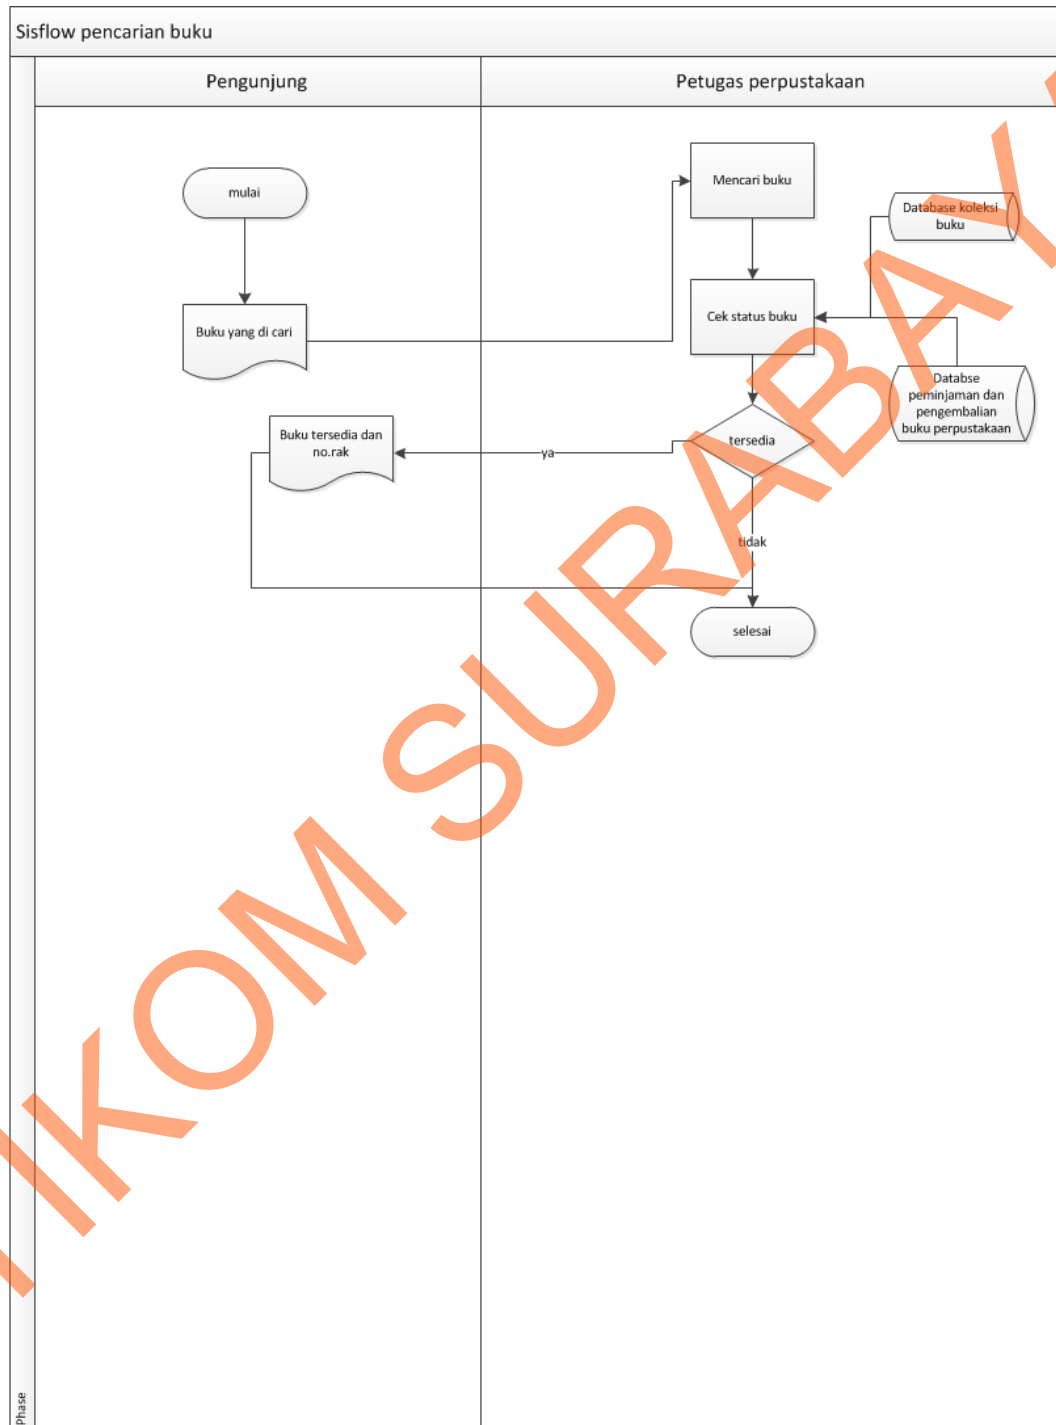 Sisflow pencarian buku
Pengunjung
Petugas perpustakaan
mulai
Mencari buku
Database koleksi
buku
Buku yang di cari
Cek status buku
Databse
peminjaman dan
pengembalian
buku perpustakaan
Buku tersedia dan
no.rak
ya
tersedia
tidak
selesai
Phase
IKOM SURABAY